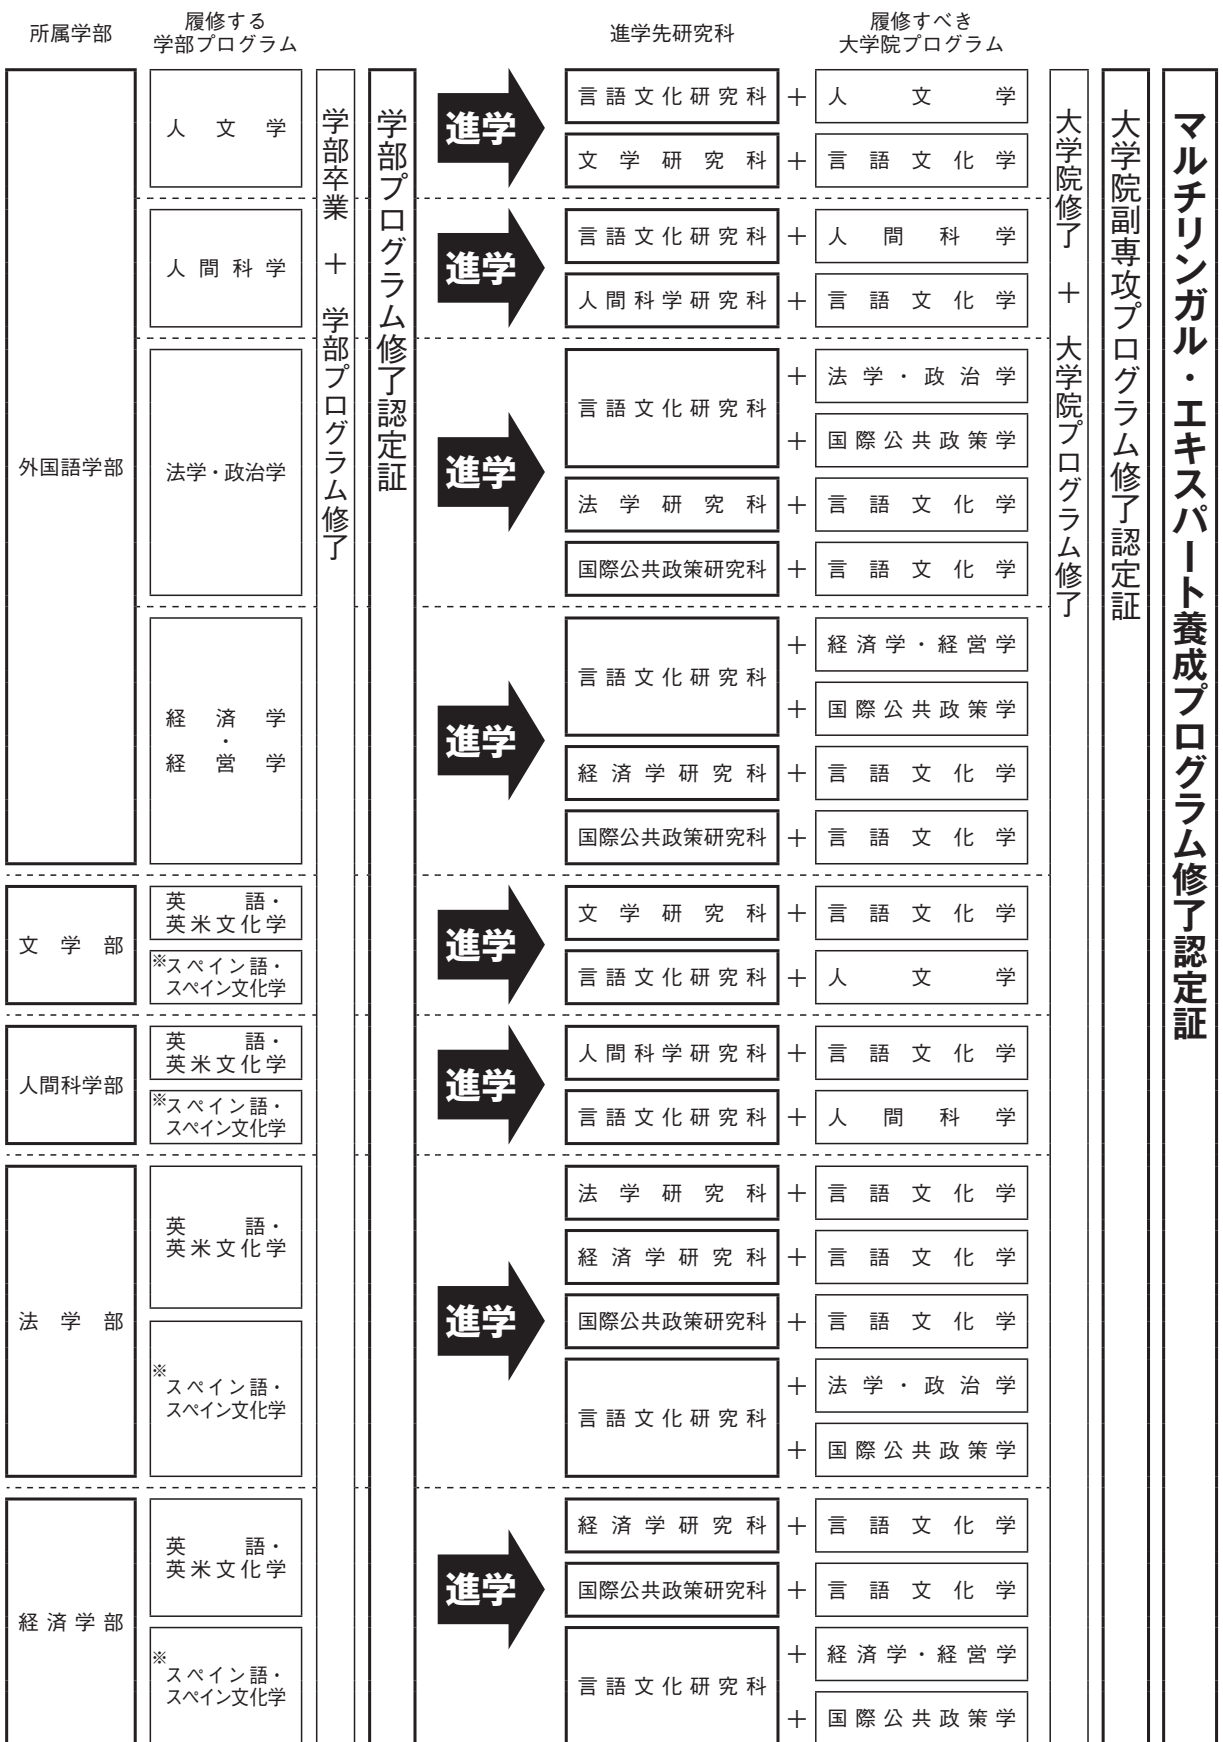 所属学部
履修する
学部プログラム
進学先研究科
履修すべき
大学院プログラム
外国語学部
人文学
進学
言語文化研究科 + 人文学
文学研究科 + 言語文化学
人間科学
進学
言語文化研究科 + 人間科学
人間科学研究科 + 言語文化学
法学・政治学
進学
言語文化研究科
+ 法学・政治学
+ 国際公共政策学
法学研究科 + 言語文化学
国際公共政策研究科 + 言語文化学
経済学
・
経営学
進学
言語文化研究科
+ 経済学・経営学
+ 国際公共政策学
経済学研究科 + 言語文化学
国際公共政策研究科 + 言語文化学
文学部
英語・
英米文化学
※スペイン語・
スペイン文化学
進学
文学研究科 + 言語文化学
言語文化研究科 + 人文学
人間科学部
英語・
英米文化学
※スペイン語・
スペイン文化学
進学
人間科学研究科 + 言語文化学
言語文化研究科 + 人間科学
法学部
英語・
英米文化学
※スペイン語・
スペイン文化学
進学
法学研究科 + 言語文化学
経済学研究科 + 言語文化学
国際公共政策研究科 + 言語文化学
言語文化研究科
+ 法学・政治学
+ 国際公共政策学
経済学部
英語・
英米文化学
※スペイン語・
スペイン文化学
進学
経済学研究科 + 言語文化学
国際公共政策研究科 + 言語文化学
言語文化研究科
+ 経済学・経営学
+ 国際公共政策学
学部卒業 + 学部プログラム修了
学部プログラム修了認定証
大学院修了 + 大学院プログラム修了
大学院副専攻プログラム修了認定証
マルチリンガル・エキスパート養成プログラム修了認定証